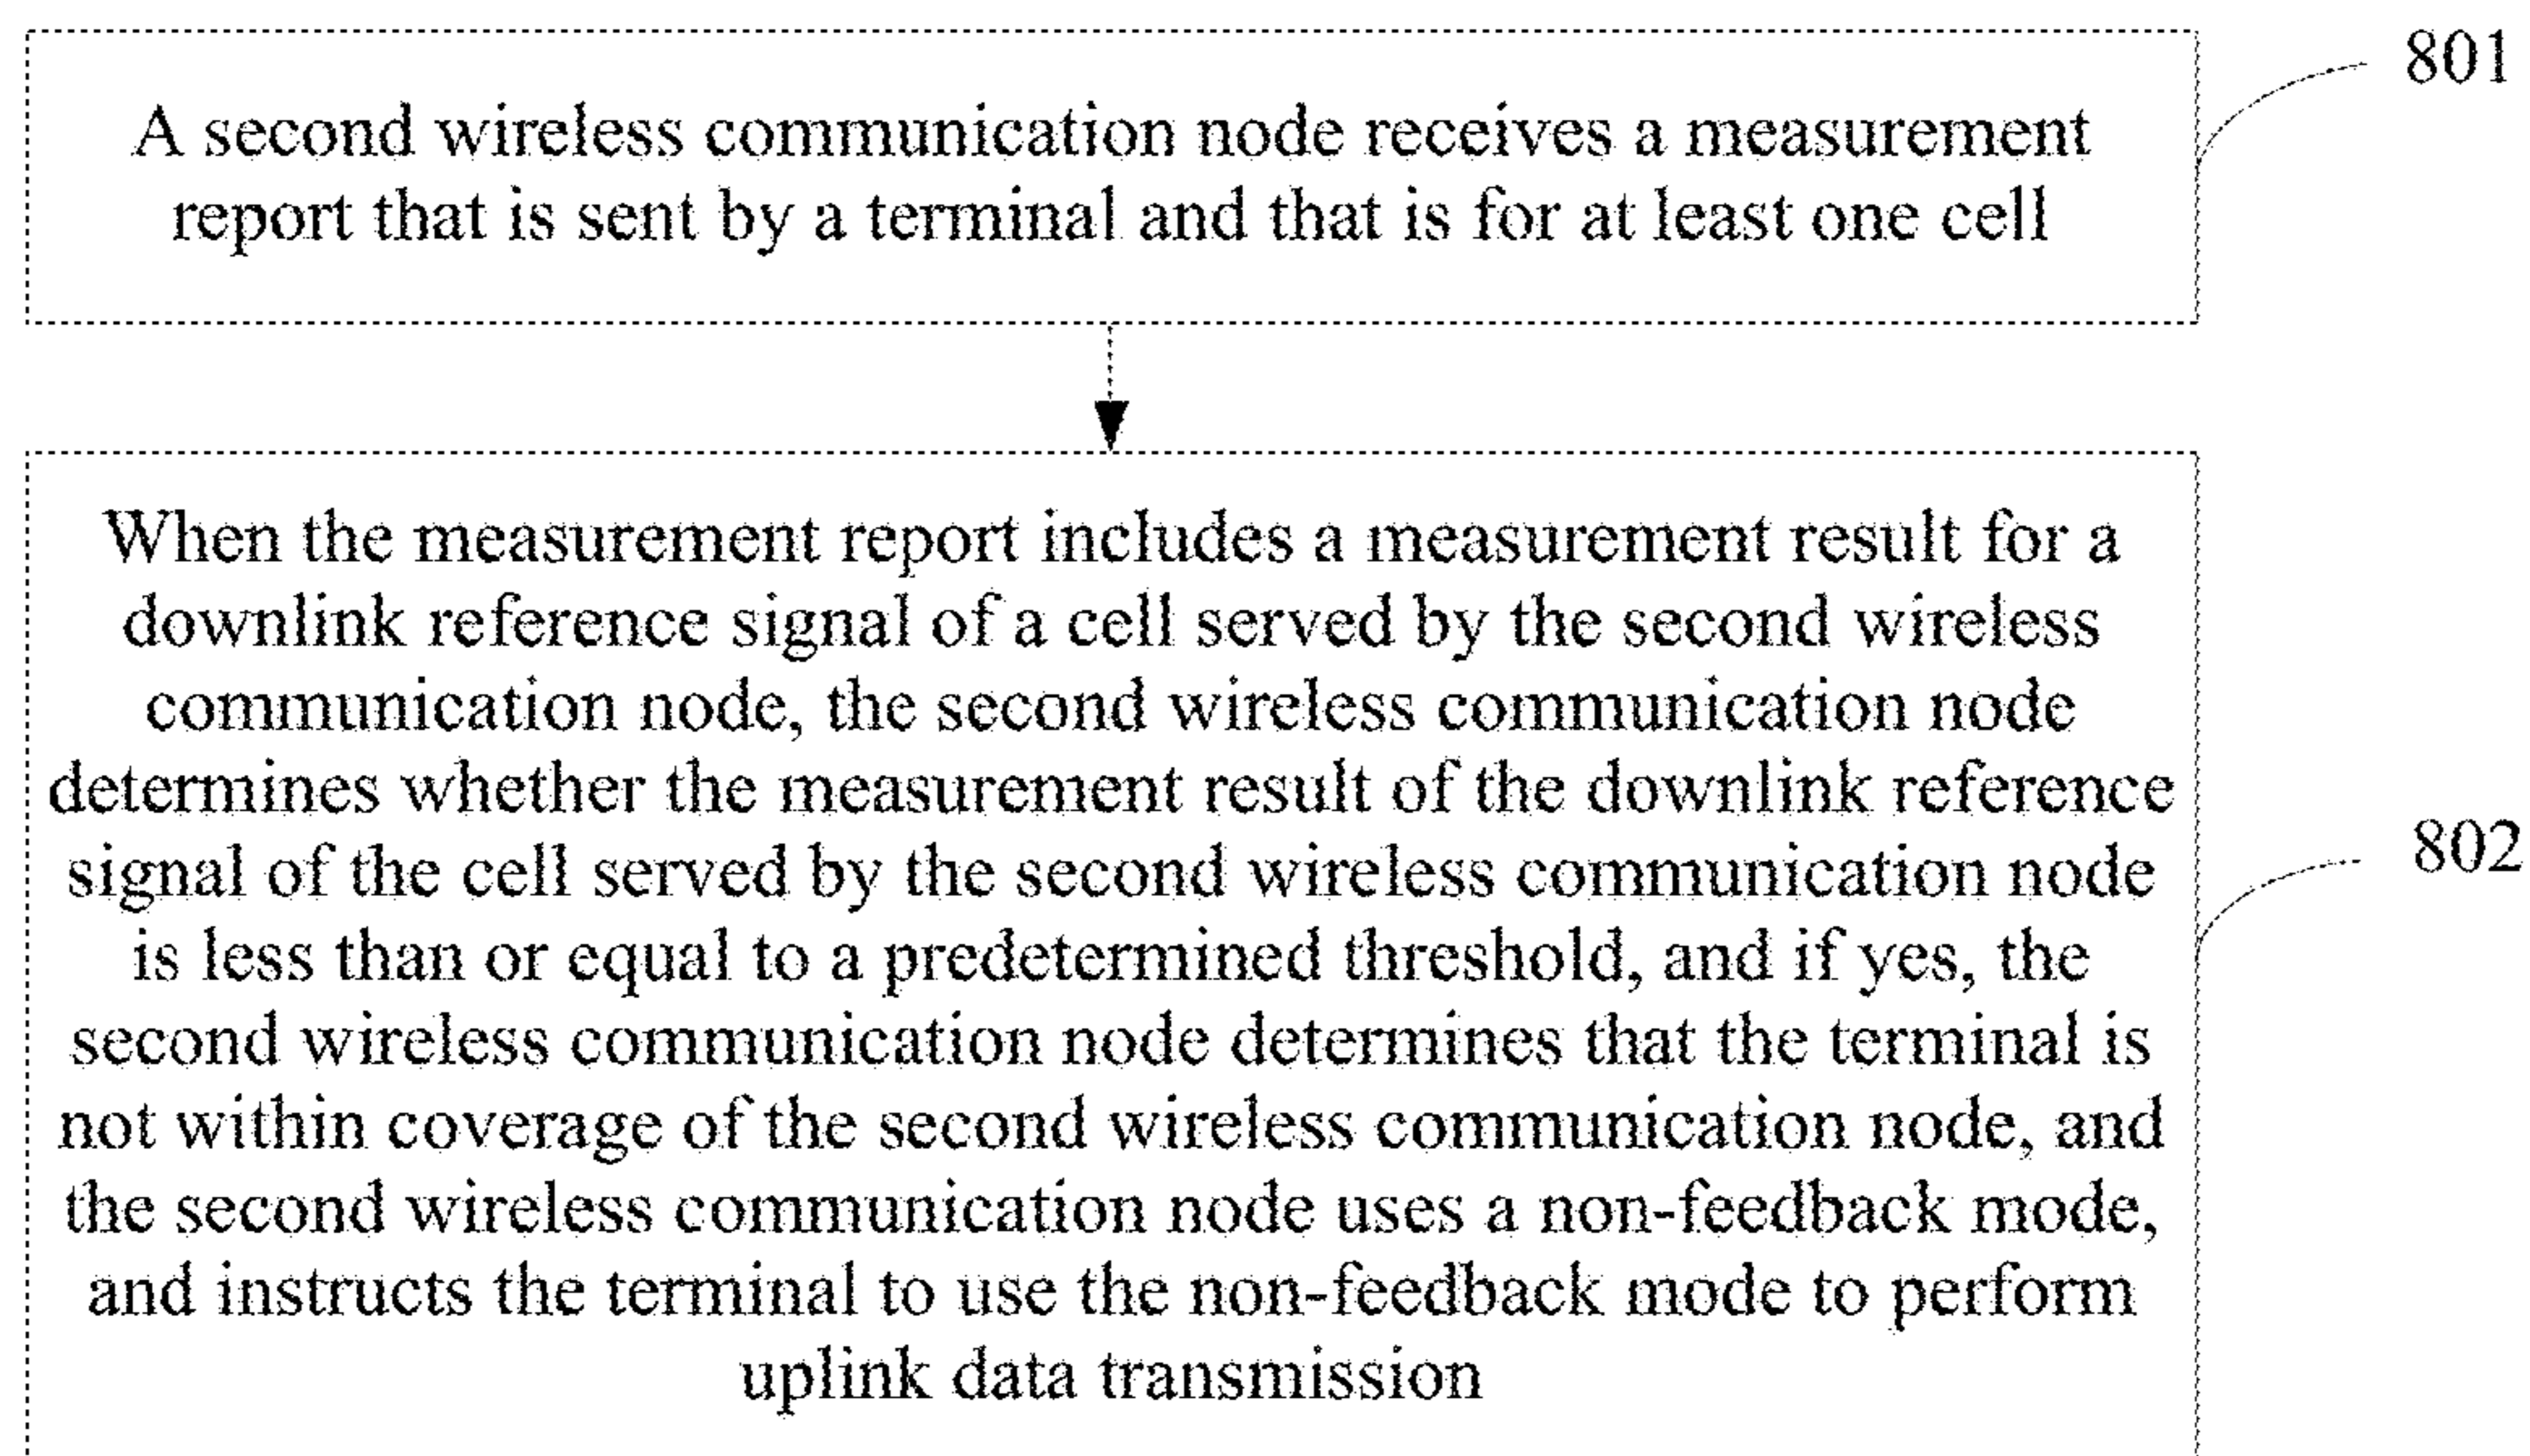 801
A second wireless communication node receives a measurement
report that is sent by a terminal and that is for at least one cell
When the measurement report includes a measurement result for a
downlink reference signal of a cell served by the second wireless
communication node, the second wireless communication node
determines whether the measurement result of the downlink reference
signal of the cell served by the second wireless communication node
802
is less than or equal to a predetermined threshold, and if yes, the
second wireless communication node determines that the terminal is
not within coverage of the second wireless communication node, and
the second wireless communication node uses a non-feedback mode,
and instructs the terminal to use the non-feedback mode to perform
uplink data transmission